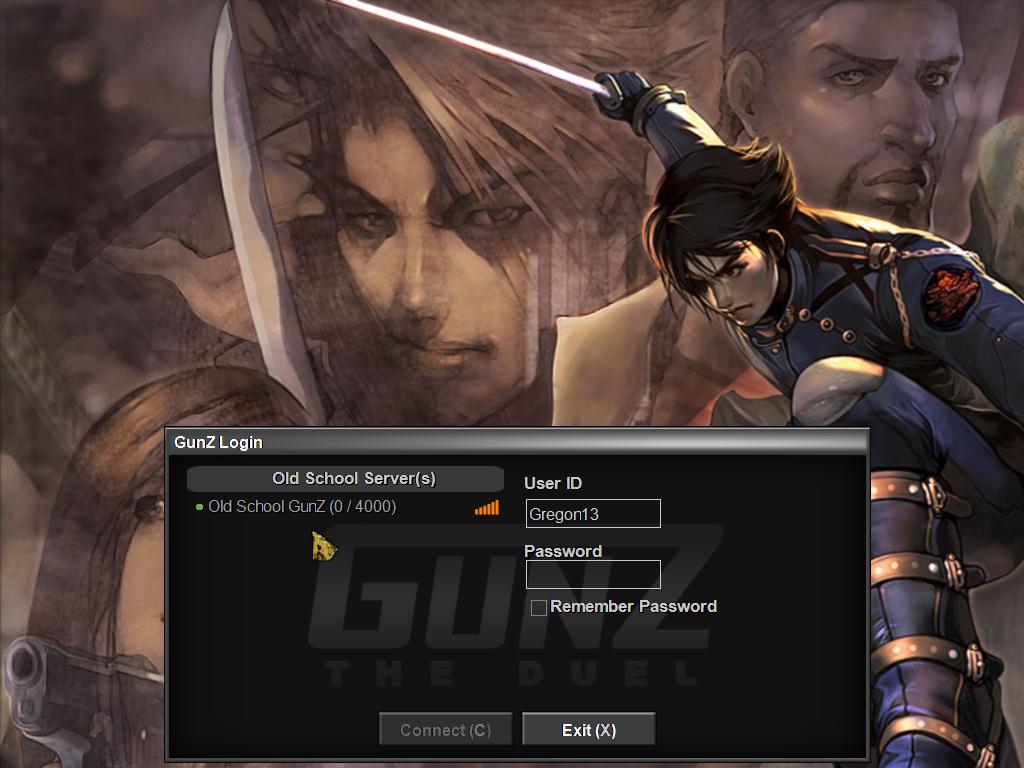 GunZ Login
Old School Server(s)
Old School GunZ (0 / 4000)
User ID
Gregon13
Password
Remember Password
GUNZ
THE DUEL
Connect (C)
Exit (X)